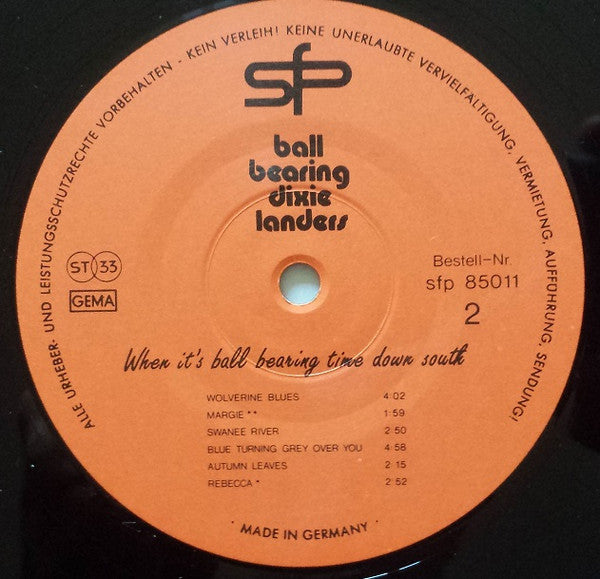 ALLE URHEBER- UND LEISTUNGSSCHUTZRECHTE VORBEHALTEN - KEIN VERLEIH! KEINE UNERLAUBTE VERVIELFÄLTIGUNG, VERMIETUNG, AUFFÜHRUNG, SENDUNG!
sfp
ball
bearing
dixie
landers
ST 33
GEMA
Bestell-Nr.
sfp 85011
2
When it's ball bearing time down south
WOLVERINE BLUES 4 02
MARGIE ** 1 59
SWANEE RIVER 2 50
BLUE TURNING GREY OVER YOU 4 58
AUTUMN LEAVES 2 15
REBECCA * 2 52
· MADE IN GERMANY ·